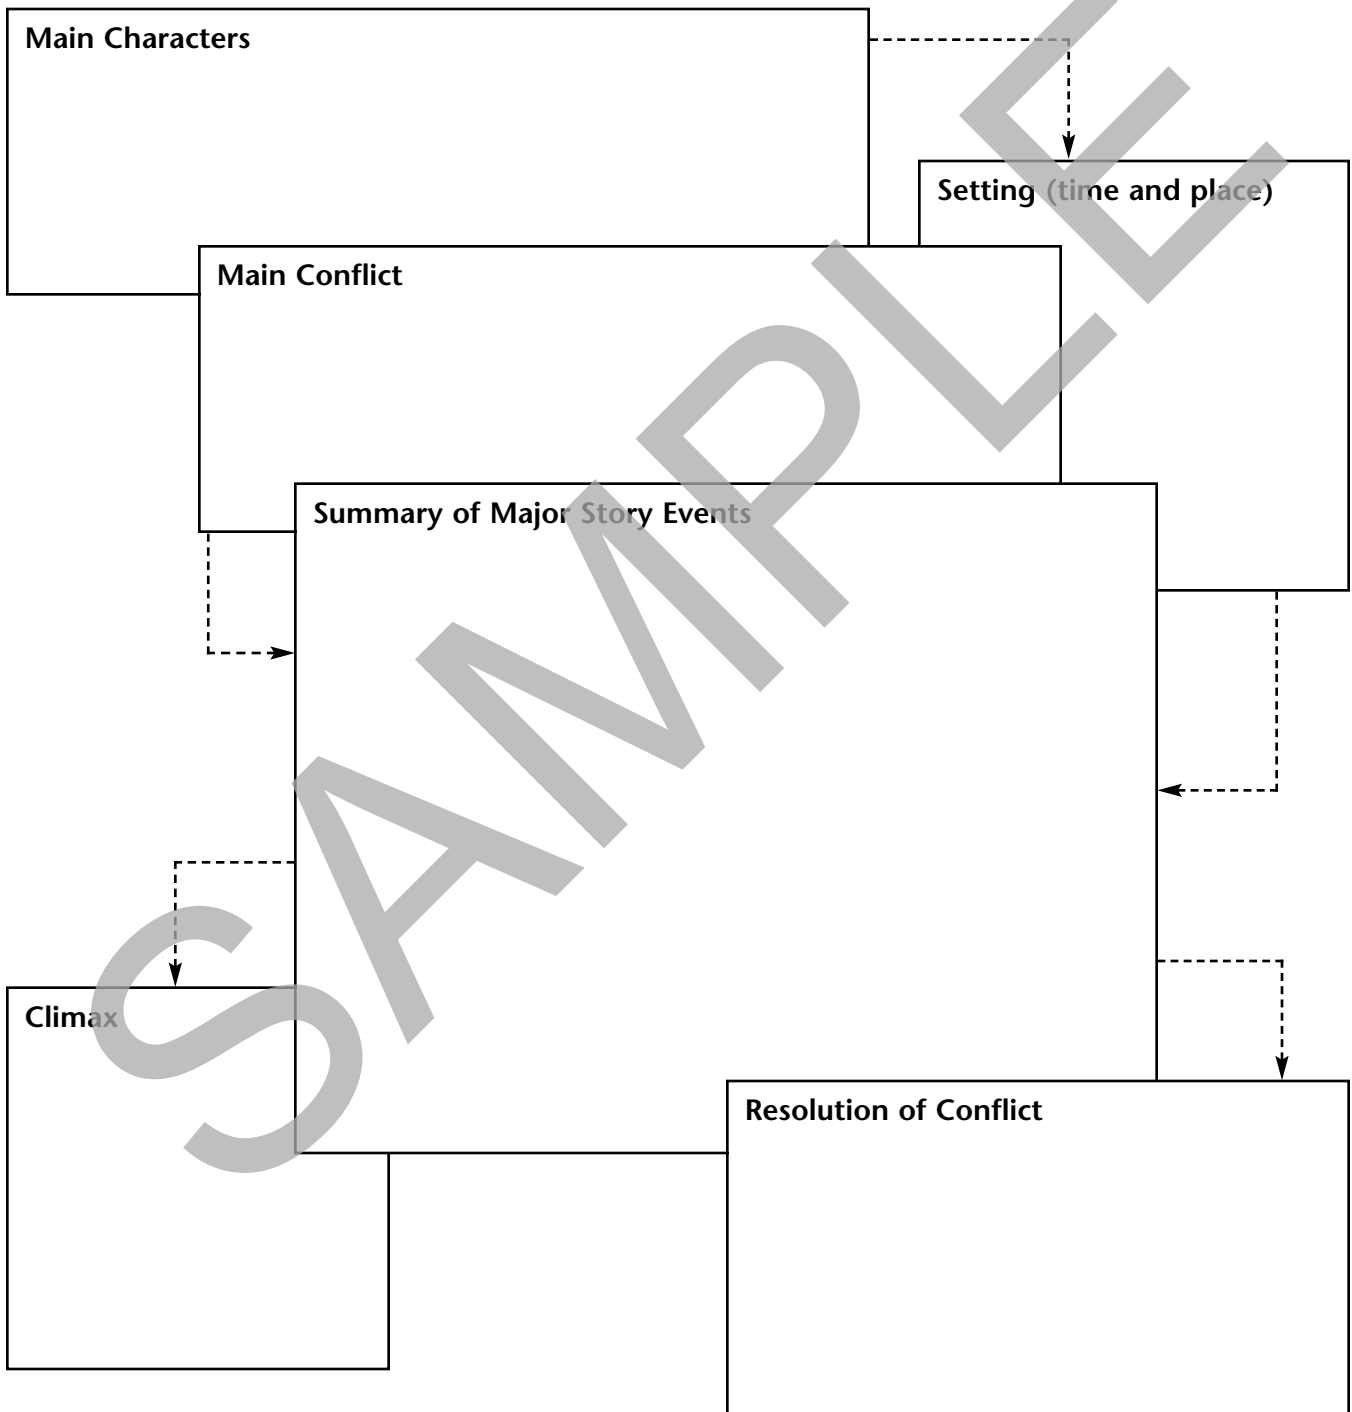 Main Characters
Setting (time and place)
Main Conflict
Summary of Major Story Events
Climax
Resolution of Conflict
SAMPLE